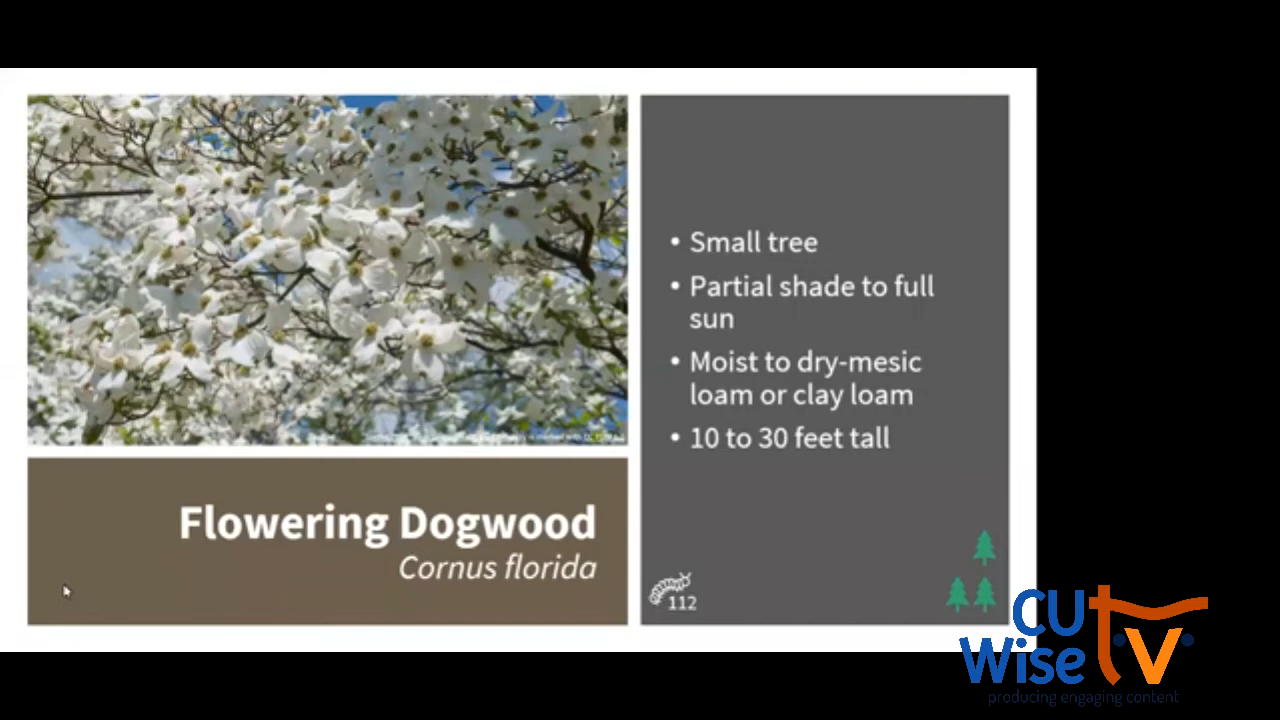 Flowering Dogwood
Cornus florida
• Small tree
• Partial shade to full
sun
• Moist to dry-mesic
loam or clay loam
• 10 to 30 feet tall
112
CU
Wise tv
producing engaging content